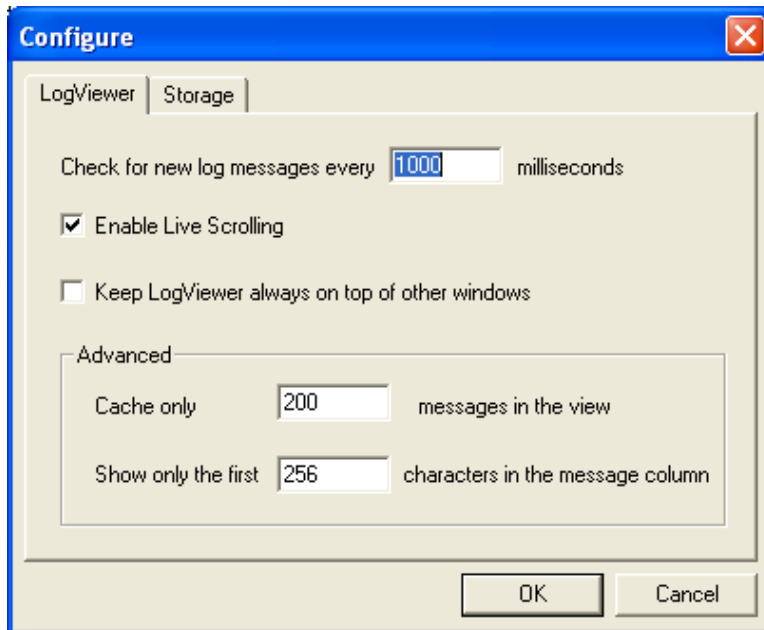 Configure
LogViewer Storage
Check for new log messages every 1000 milliseconds
Enable Live Scrolling
Keep LogViewer always on top of other windows
Advanced
Cache only 200 messages in the view
Show only the first 256 characters in the message column
OK Cancel